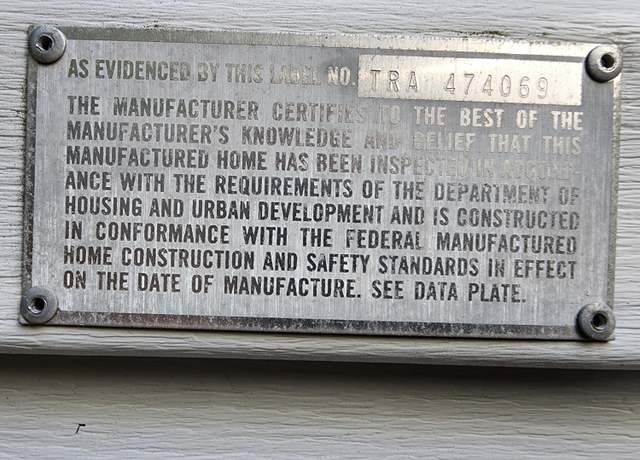 AS EVIDENCED BY THIS LABEL NO. TRA 474069
THE MANUFACTURER CERTIFIES TO THE BEST OF THE
MANUFACTURER'S KNOWLEDGE AND BELIEF THAT THIS
MANUFACTURED HOME HAS BEEN INSPECTED IN ACCORD-
ANCE WITH THE REQUIREMENTS OF THE DEPARTMENT OF
HOUSING AND URBAN DEVELOPMENT AND IS CONSTRUCTED
IN CONFORMANCE WITH THE FEDERAL MANUFACTURED
HOME CONSTRUCTION AND SAFETY STANDARDS IN EFFECT
ON THE DATE OF MANUFACTURE. SEE DATA PLATE.